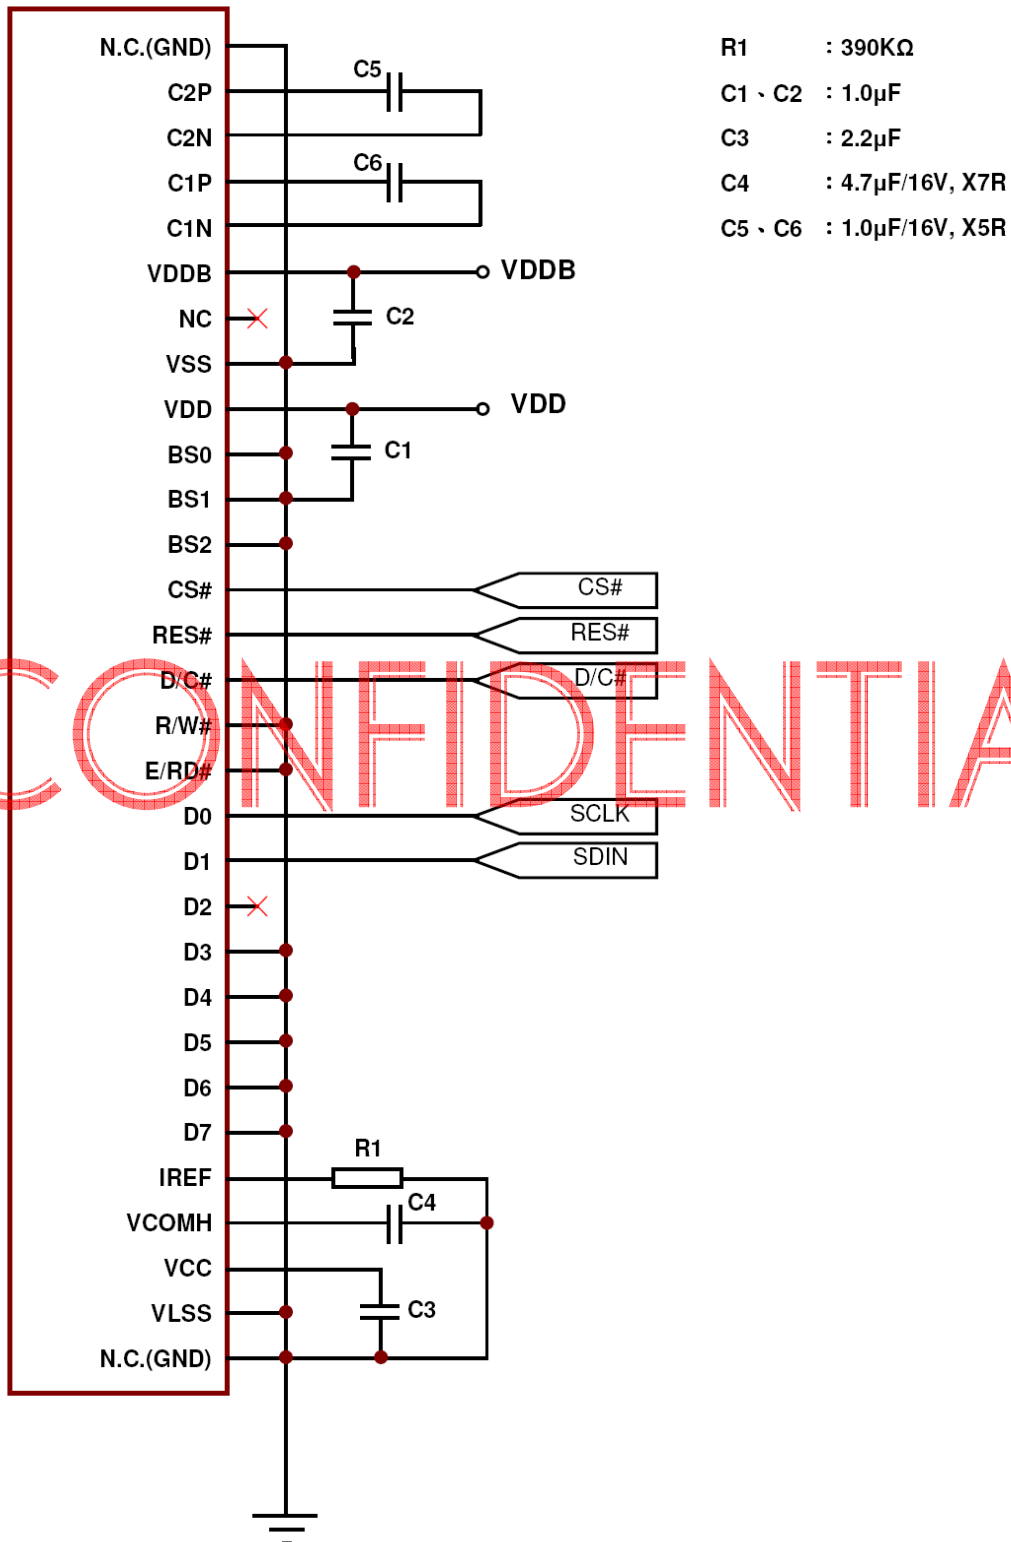 N.C.(GND)
C2P
C2N
C1P
C1N
VDDB
NC
VSS
VDD
BS0
BS1
BS2
CS#
RES#
D/C#
R/W#
E/RD#
D0
D1
D2
D3
D4
D5
D6
D7
IREF
VCOMH
VCC
VLSS
N.C.(GND)
C5
C6
VDDB
C2
VDD
C1
CS#
RES#
D/C#
SCLK
SDIN
R1
C4
C3
R1 : 390KΩ
C1、C2 : 1.0µF
C3 : 2.2µF
C4 : 4.7µF/16V, X7R
C5、C6 : 1.0µF/16V, X5R
CONFIDENTIA